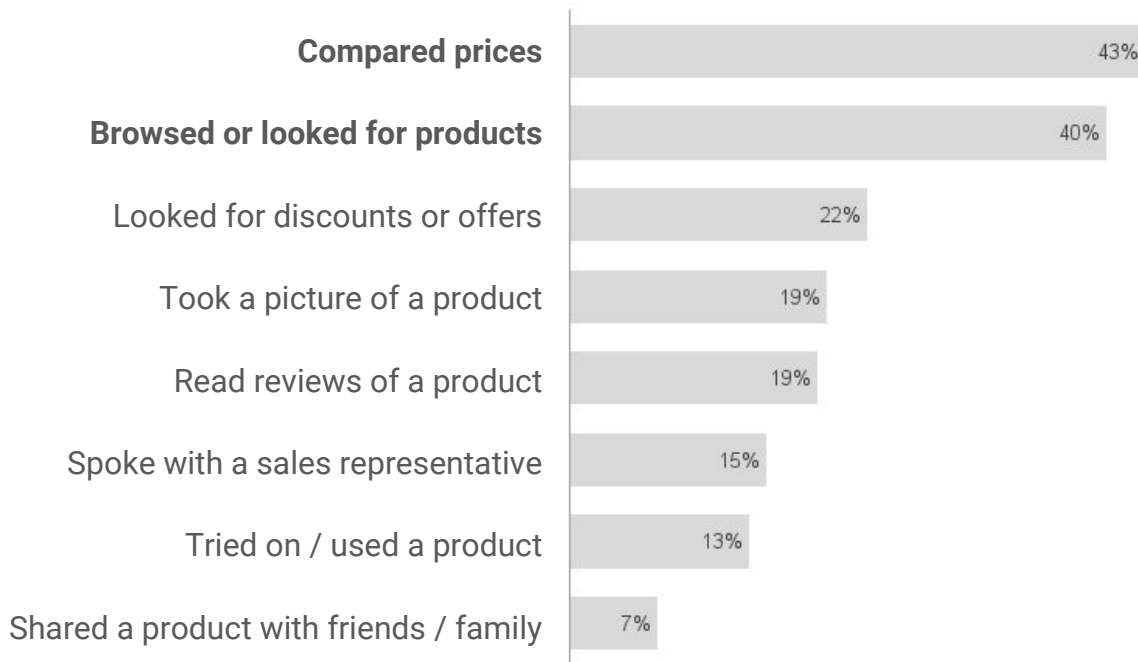 Compared prices 43%
Browsed or looked for products 40%
Looked for discounts or offers 22%
Took a picture of a product 19%
Read reviews of a product 19%
Spoke with a sales representative 15%
Tried on / used a product 13%
Shared a product with friends / family 7%